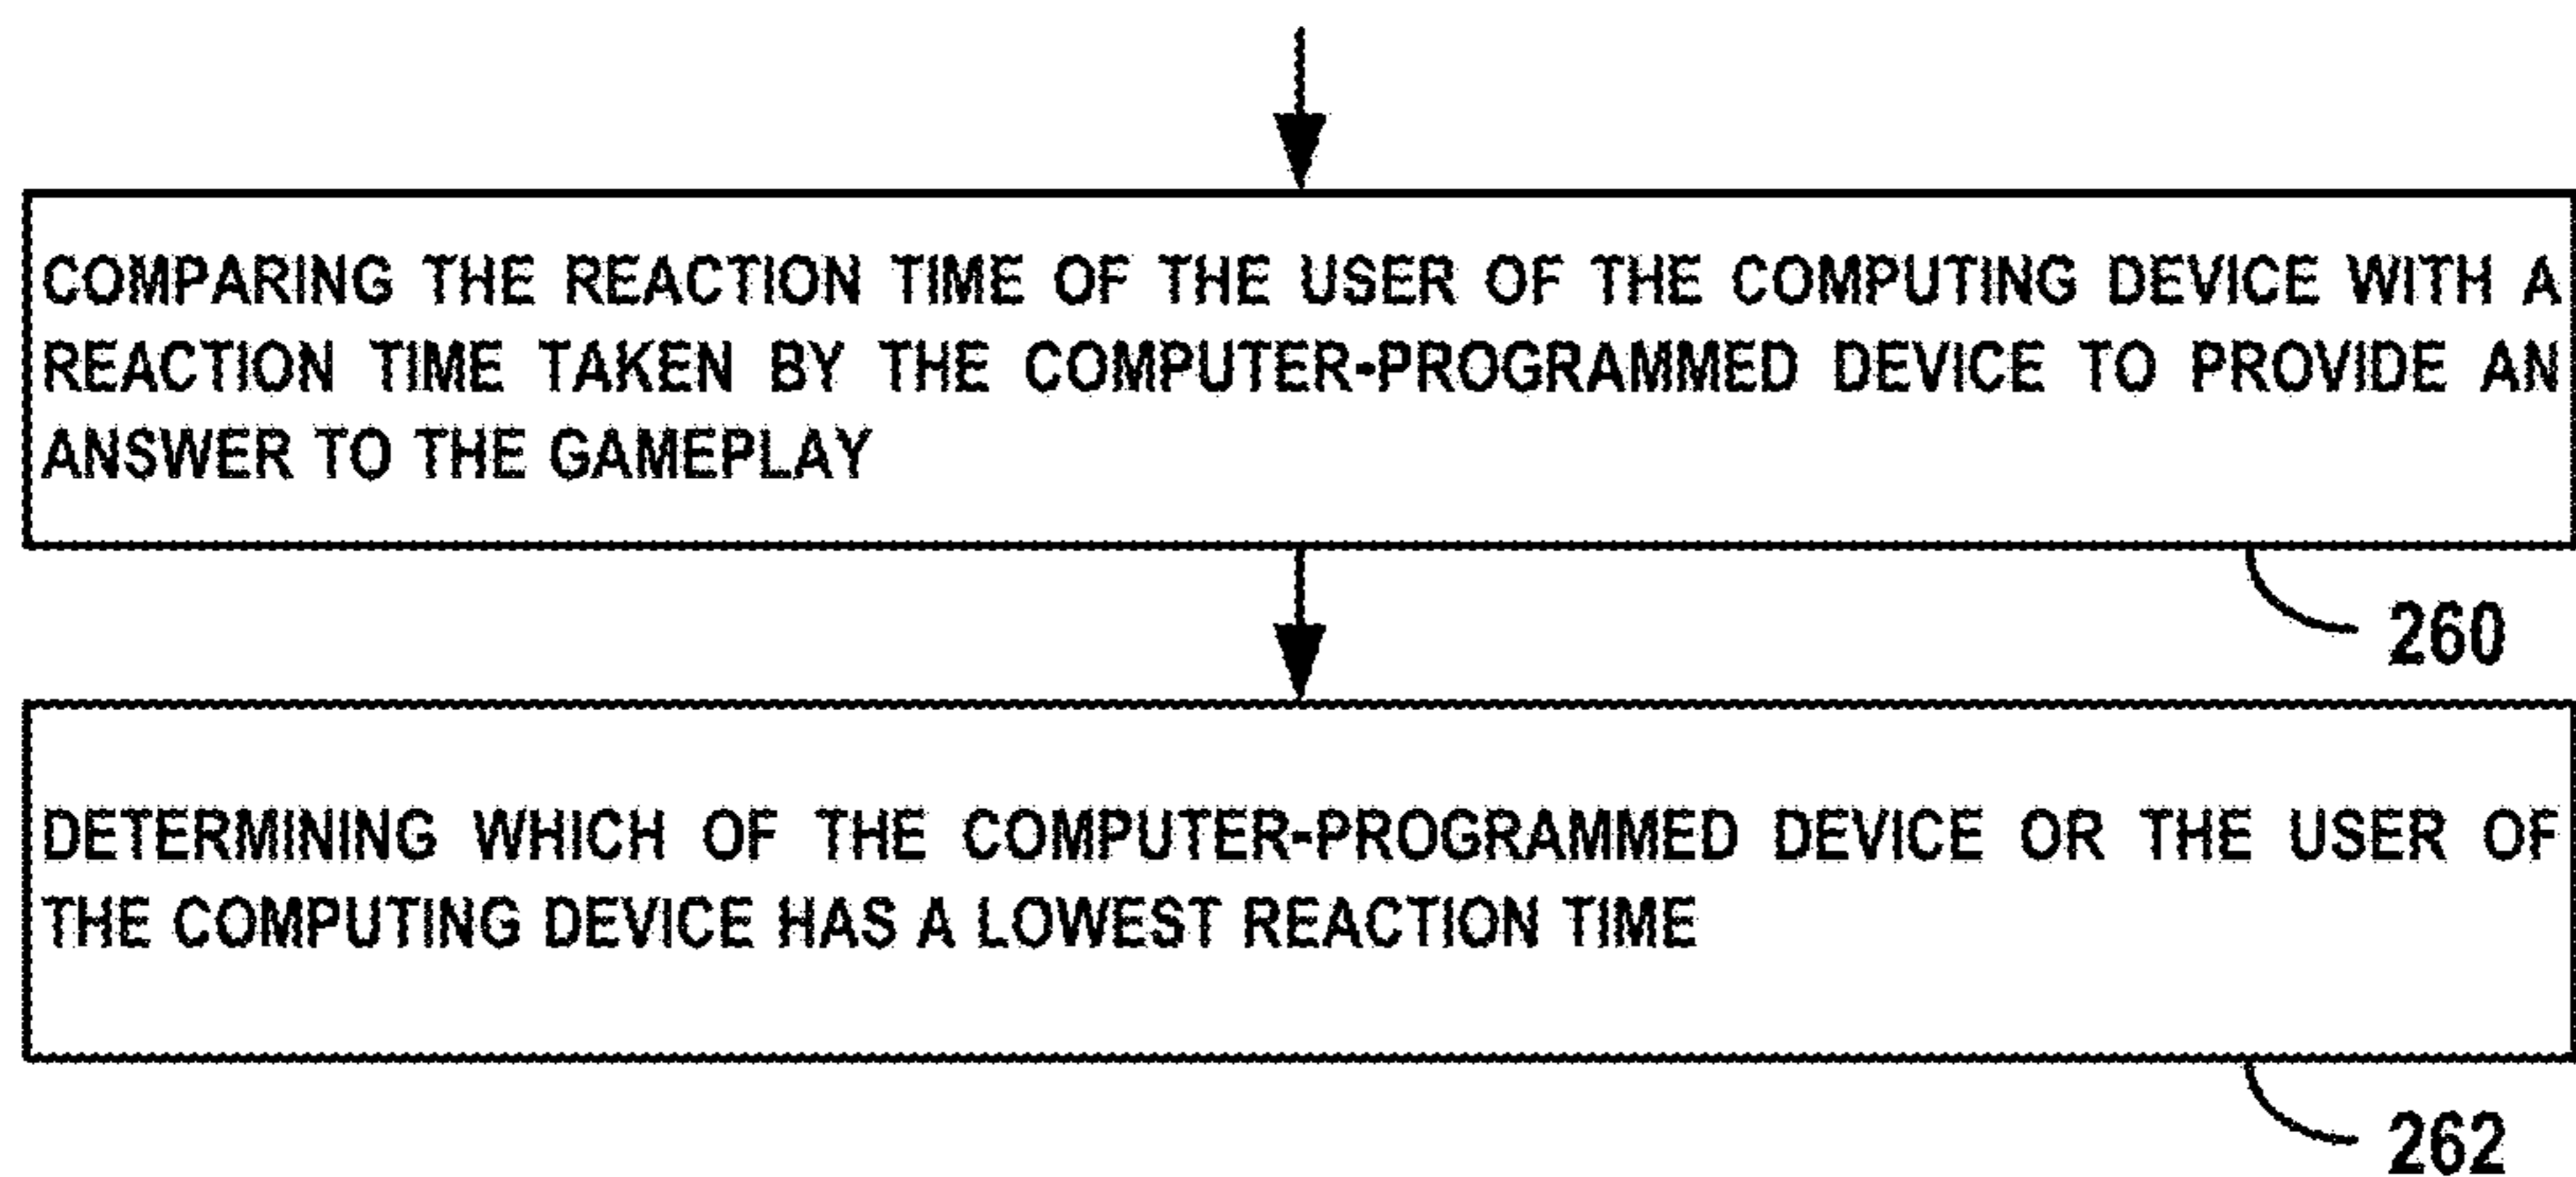 COMPARING THE REACTION TIME OF THE USER OF THE COMPUTING DEVICE WITH A
REACTION TIME TAKEN BY THE COMPUTER-PROGRAMMED DEVICE TO PROVIDE AN
ANSWER TO THE GAMEPLAY
260
DETERMINING WHICH OF THE COMPUTER-PROGRAMMED DEVICE OR THE USER OF
THE COMPUTING DEVICE HAS A LOWEST REACTION TIME
262